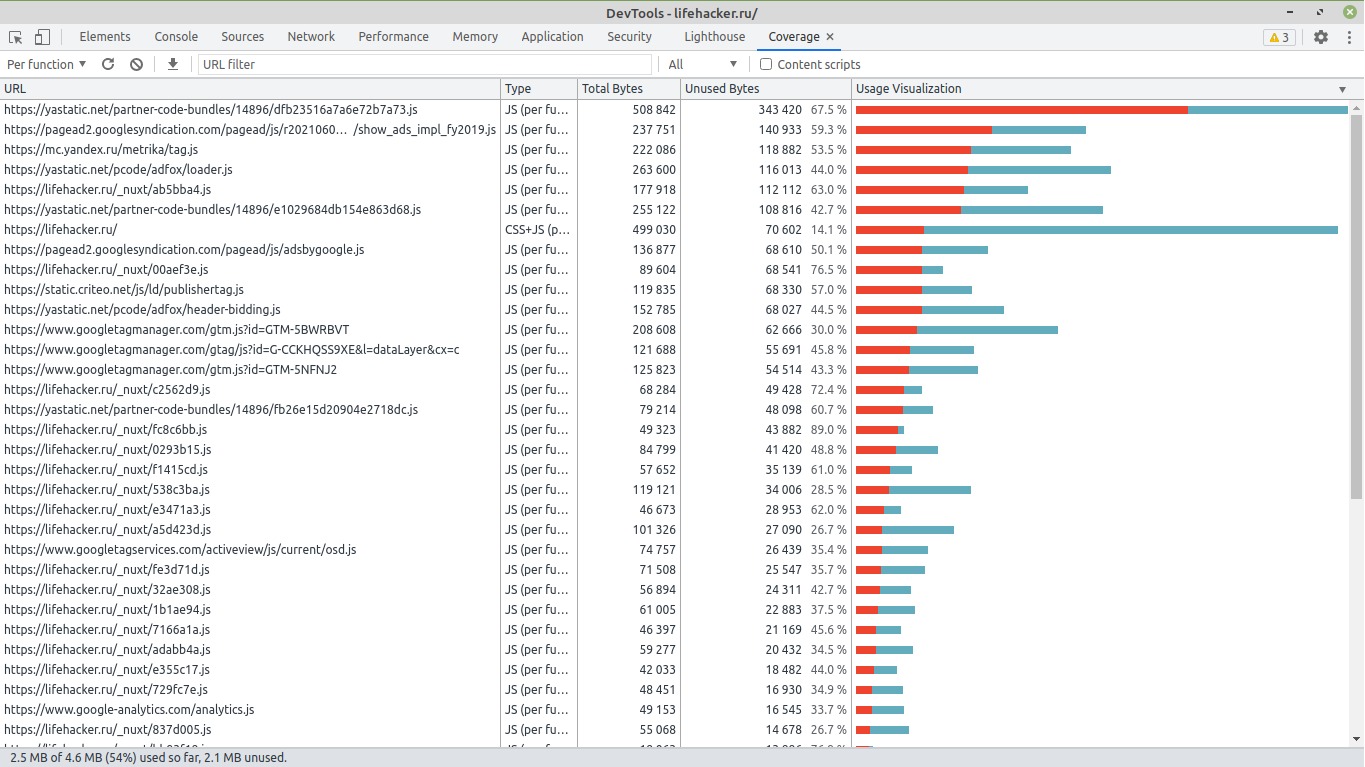 DevTools - lifehacker.ru/
Elements Console Sources Network Performance Memory Application Security Lighthouse Coverage 3
Per function URL filter All Content scripts
URL Type Total Bytes Unused Bytes Usage Visualization
https://yastatic.net/partner-code-bundles/14896/dfb23516a7a6e72b7a73.js JS (per fu… 508 842 343 420 67.5 %
https://pagead2.googlesyndication.com/pagead/js/r2021060… /show_ads_impl_fy2019.js JS (per fu… 237 751 140 933 59.3 %
https://mc.yandex.ru/metrika/tag.js JS (per fu… 222 086 118 882 53.5 %
https://yastatic.net/pcode/adfox/loader.js JS (per fu… 263 600 116 013 44.0 %
https://lifehacker.ru/_nuxt/ab5bba4.js JS (per fu… 177 918 112 112 63.0 %
https://yastatic.net/partner-code-bundles/14896/e1029684db154e863d68.js JS (per fu… 255 122 108 816 42.7 %
https://lifehacker.ru/ CSS+JS (p… 499 030 70 602 14.1 %
https://pagead2.googlesyndication.com/pagead/js/adsbygoogle.js JS (per fu… 136 877 68 610 50.1 %
https://lifehacker.ru/_nuxt/00aef3e.js JS (per fu… 89 604 68 541 76.5 %
https://static.criteo.net/js/ld/publishertag.js JS (per fu… 119 835 68 330 57.0 %
https://yastatic.net/pcode/adfox/header-bidding.js JS (per fu… 152 785 68 027 44.5 %
https://www.googletagmanager.com/gtm.js?id=GTM-5BWRBVT JS (per fu… 208 608 62 666 30.0 %
https://www.googletagmanager.com/gtag/js?id=G-CCKHQSS9XE&l=dataLayer&cx=c JS (per fu… 121 688 55 691 45.8 %
https://www.googletagmanager.com/gtm.js?id=GTM-5NFNJ2 JS (per fu… 125 823 54 514 43.3 %
https://lifehacker.ru/_nuxt/c2562d9.js JS (per fu… 68 284 49 428 72.4 %
https://yastatic.net/partner-code-bundles/14896/fb26e15d20904e2718dc.js JS (per fu… 79 214 48 098 60.7 %
https://lifehacker.ru/_nuxt/fc8c6bb.js JS (per fu… 49 323 43 882 89.0 %
https://lifehacker.ru/_nuxt/0293b15.js JS (per fu… 84 799 41 420 48.8 %
https://lifehacker.ru/_nuxt/f1415cd.js JS (per fu… 57 652 35 139 61.0 %
https://lifehacker.ru/_nuxt/538c3ba.js JS (per fu… 119 121 34 006 28.5 %
https://lifehacker.ru/_nuxt/e3471a3.js JS (per fu… 46 673 28 953 62.0 %
https://lifehacker.ru/_nuxt/a5d423d.js JS (per fu… 101 326 27 090 26.7 %
https://www.googletagservices.com/activeview/js/current/osd.js JS (per fu… 74 757 26 439 35.4 %
https://lifehacker.ru/_nuxt/fe3d71d.js JS (per fu… 71 508 25 547 35.7 %
https://lifehacker.ru/_nuxt/32ae308.js JS (per fu… 56 894 24 311 42.7 %
https://lifehacker.ru/_nuxt/1b1ae94.js JS (per fu… 61 005 22 883 37.5 %
https://lifehacker.ru/_nuxt/7166a1a.js JS (per fu… 46 397 21 169 45.6 %
https://lifehacker.ru/_nuxt/adabb4a.js JS (per fu… 59 277 20 432 34.5 %
https://lifehacker.ru/_nuxt/e355c17.js JS (per fu… 42 033 18 482 44.0 %
https://lifehacker.ru/_nuxt/729fc7e.js JS (per fu… 48 451 16 930 34.9 %
https://www.google-analytics.com/analytics.js JS (per fu… 49 153 16 545 33.7 %
https://lifehacker.ru/_nuxt/837d005.js JS (per fu… 55 068 14 678 26.7 %
2.5 MB of 4.6 MB (54%) used so far, 2.1 MB unused.